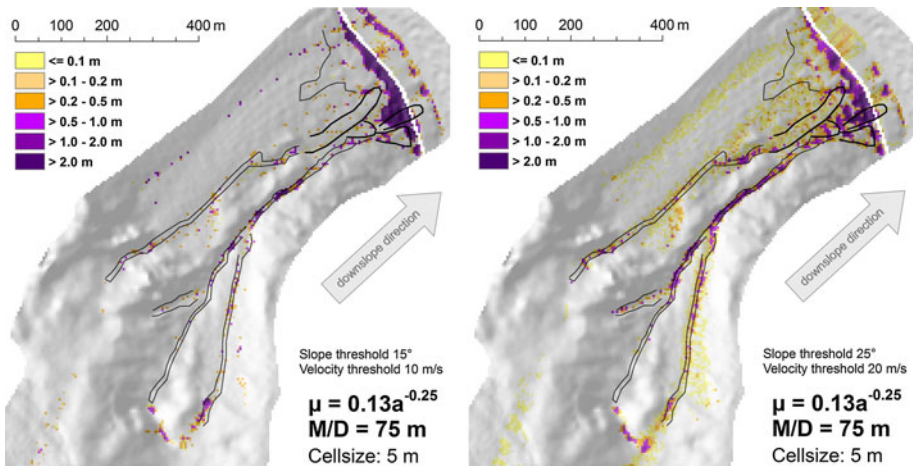 0 100 200 400 m
<= 0.1 m
> 0.1 - 0.2 m
> 0.2 - 0.5 m
> 0.5 - 1.0 m
> 1.0 - 2.0 m
> 2.0 m
downslope direction
Slope threshold 15°
Velocity threshold 10 m/s
μ = 0.13a^-0.25
M/D = 75 m
Cellsize: 5 m
0 100 200 400 m
<= 0.1 m
> 0.1 - 0.2 m
> 0.2 - 0.5 m
> 0.5 - 1.0 m
> 1.0 - 2.0 m
> 2.0 m
downslope direction
Slope threshold 25°
Velocity threshold 20 m/s
μ = 0.13a^-0.25
M/D = 75 m
Cellsize: 5 m